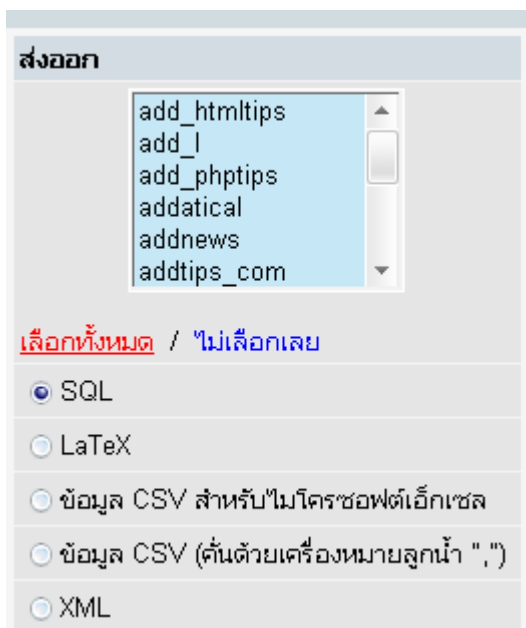 ส่งออก
add_htmltips
add_l
add_phptips
addatical
addnews
addtips_com
เลือกทั้งหมด / ไม่เลือกเลย
SQL
LaTeX
ข้อมูล CSV สำหรับไมโครซอฟต์เอ็กเซล
ข้อมูล CSV (คั่นด้วยเครื่องหมายลูกน้ำ ",")
XML